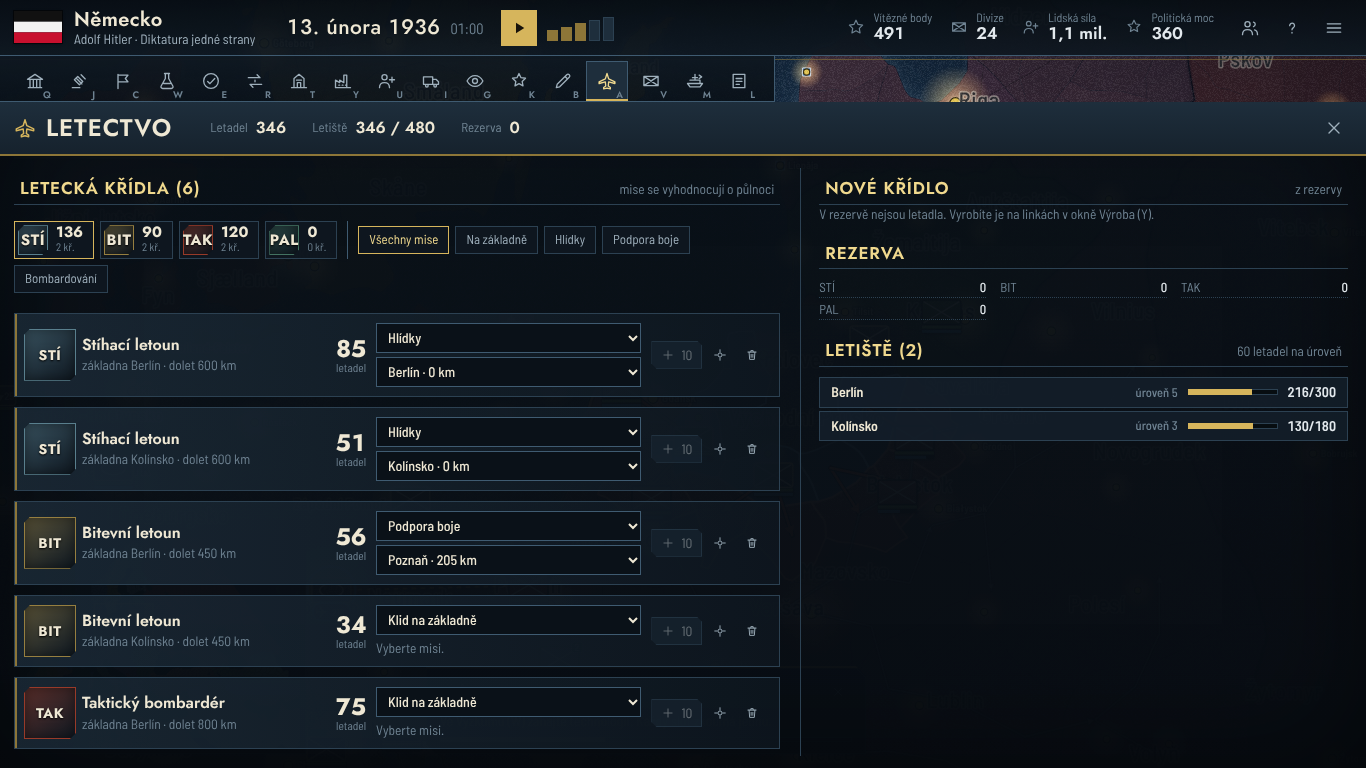 Německo
Adolf Hitler · Diktatura jedné strany
13. února 1936 01:00
Vítězné body
491
Divize
24
Lidská síla
1,1 mil.
Politická moc
360
?
Q J C W E R T Y U I G K B A V M L
Pskov
Riga
LETECTVO
Letadel 346
Letiště 346 / 480
Rezerva 0
LETECKÁ KŘÍDLA (6)
mise se vyhodnocují o půlnoci
STÍ 136 2 kř.
BIT 90 2 kř.
TAK 120 2 kř.
PAL 0 0 kř.
Všechny mise
Na základně
Hlídky
Podpora boje
Bombardování
STÍ
Stíhací letoun
základna Berlín · dolet 600 km
85
letadel
Hlídky
Berlín · 0 km
+ 10
STÍ
Stíhací letoun
základna Kolínsko · dolet 600 km
51
letadel
Hlídky
Kolínsko · 0 km
+ 10
BIT
Bitevní letoun
základna Berlín · dolet 450 km
56
letadel
Podpora boje
Poznaň · 205 km
+ 10
BIT
Bitevní letoun
základna Kolínsko · dolet 450 km
34
letadel
Klid na základně
Vyberte misi.
+ 10
TAK
Taktický bombardér
základna Berlín · dolet 800 km
75
letadel
Klid na základně
Vyberte misi.
+ 10
NOVÉ KŘÍDLO
z rezervy
V rezervě nejsou letadla. Vyrobíte je na linkách v okně Výroba (Y).
REZERVA
STÍ 0
BIT 0
TAK 0
PAL 0
LETIŠTĚ (2)
60 letadel na úroveň
Berlín úroveň 5 216/300
Kolínsko úroveň 3 130/180